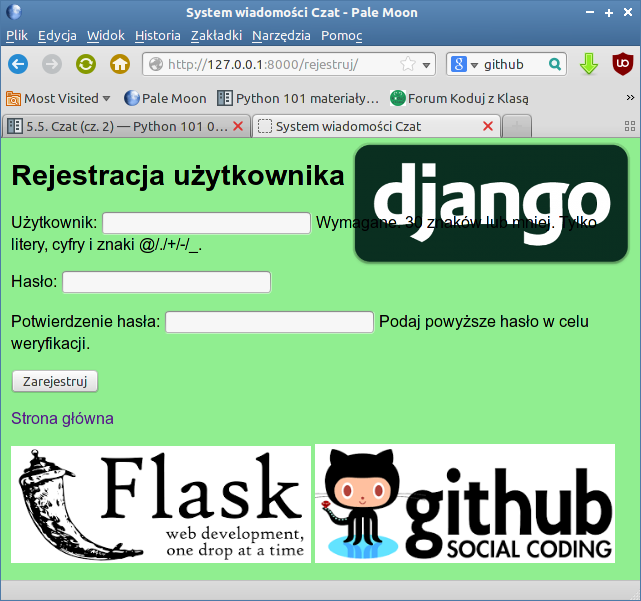 System wiadomości Czat - Pale Moon
Plik Edycja Widok Historia Zakładki Narzędzia Pomoc
http://127.0.0.1:8000/rejestruj/ github
Most Visited Pale Moon Python 101 materiały… Forum Koduj z Klasą »
5.5. Czat (cz. 2) — Python 101 0… System wiadomości Czat
Rejestracja użytkownika
django
Użytkownik: Wymagane. 30 znaków lub mniej. Tylko
litery, cyfry i znaki @/./+/-/_.
Hasło:
Potwierdzenie hasła: Podaj powyższe hasło w celu
weryfikacji.
Zarejestruj
Strona główna
Flask
web development,
one drop at a time
github
SOCIAL CODING